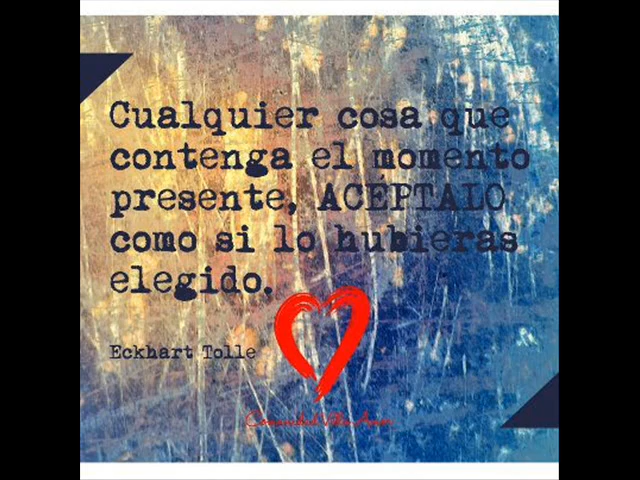 Cualquier cosa que
contenga el momento
presente, ACÉPTALO
como si lo hubieras
elegido.
Eckhart Tolle